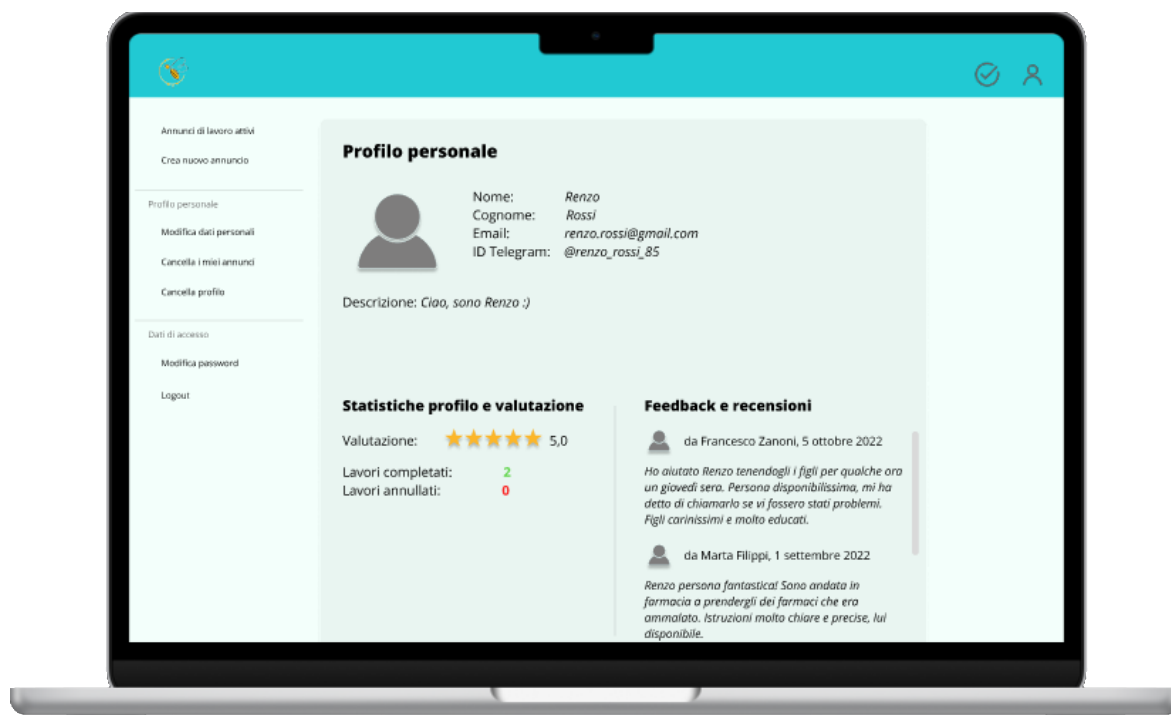 Annunci di lavoro attivi
Crea nuovo annuncio
Profilo personale
Modifica dati personali
Cancella i miei annunci
Cancella profilo
Dati di accesso
Modifica password
Logout
Profilo personale
Nome: Renzo
Cognome: Rossi
Email: renzo.rossi@gmail.com
ID Telegram: @renzo_rossi_85
Descrizione: Ciao, sono Renzo :)
Statistiche profilo e valutazione
Valutazione: 5,0
Lavori completati: 2
Lavori annullati: 0
Feedback e recensioni
da Francesco Zanoni, 5 ottobre 2022
Ho aiutato Renzo tenendogli i figli per qualche ora
un giovedì sera. Persona disponibilissima, mi ha
detto di chiamarlo se vi fossero stati problemi.
Figli carinissimi e molto educati.
da Marta Filippi, 1 settembre 2022
Renzo persona fantastica! Sono andata in
farmacia a prendergli dei farmaci che era
ammalato. Istruzioni molto chiare e precise, lui
disponibile.